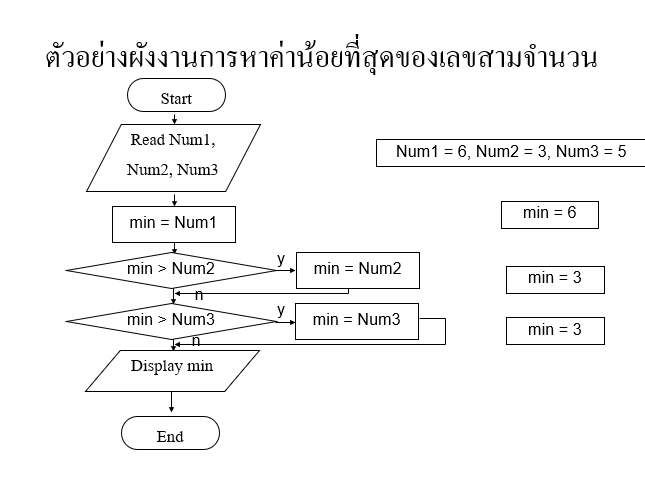 ตัวอย่างผังงานการหาค่าน้อยที่สุดของเลขสามจำนวน
Start
Read Num1,
Num2, Num3
Num1 = 6, Num2 = 3, Num3 = 5
min = Num1
min = 6
min > Num2
y
min = Num2
min = 3
n
min > Num3
y
min = Num3
min = 3
n
Display min
End